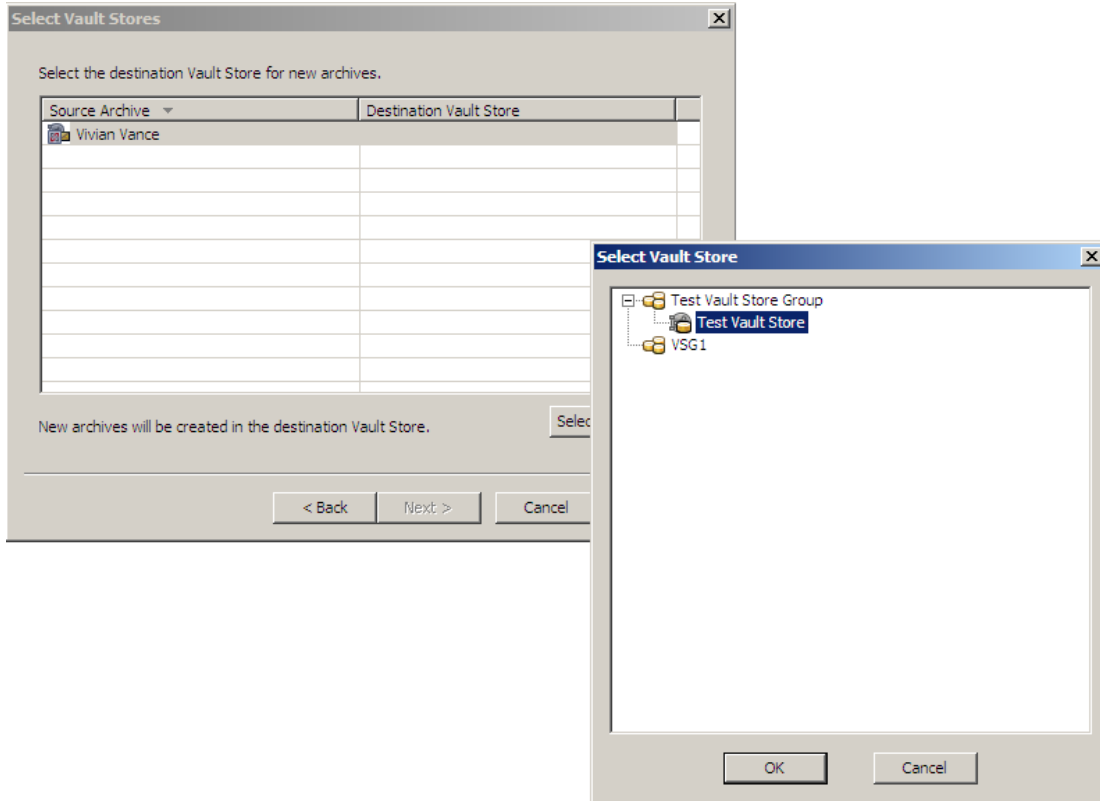 Select Vault Stores
Select the destination Vault Store for new archives.
Source Archive Destination Vault Store
Vivian Vance
New archives will be created in the destination Vault Store.
< Back Next > Cancel
Select Vault Store
Test Vault Store Group
Test Vault Store
VSG1
OK Cancel